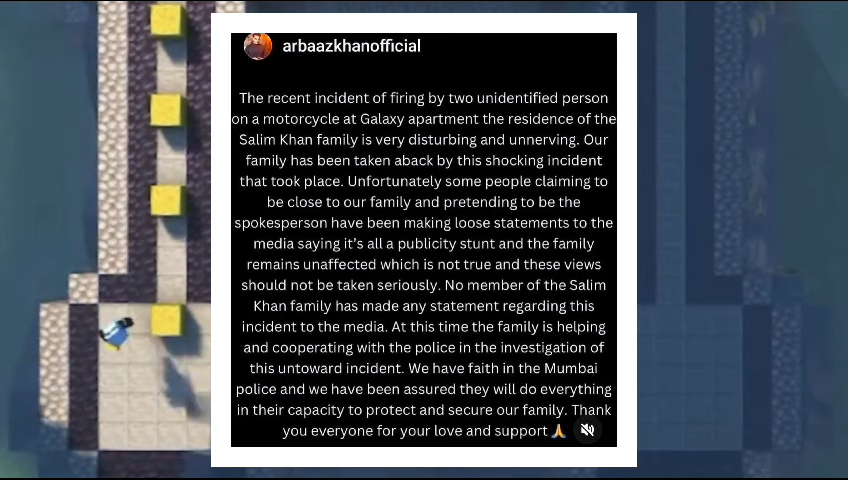 arbaazkhanofficial
The recent incident of firing by two unidentified person
on a motorcycle at Galaxy apartment the residence of the
Salim Khan family is very disturbing and unnerving. Our
family has been taken aback by this shocking incident
that took place. Unfortunately some people claiming to
be close to our family and pretending to be the
spokesperson have been making loose statements to the
media saying it's all a publicity stunt and the family
remains unaffected which is not true and these views
should not be taken seriously. No member of the Salim
Khan family has made any statement regarding this
incident to the media. At this time the family is helping
and cooperating with the police in the investigation of
this untoward incident. We have faith in the Mumbai
police and we have been assured they will do everything
in their capacity to protect and secure our family. Thank
you everyone for your love and support 🙏